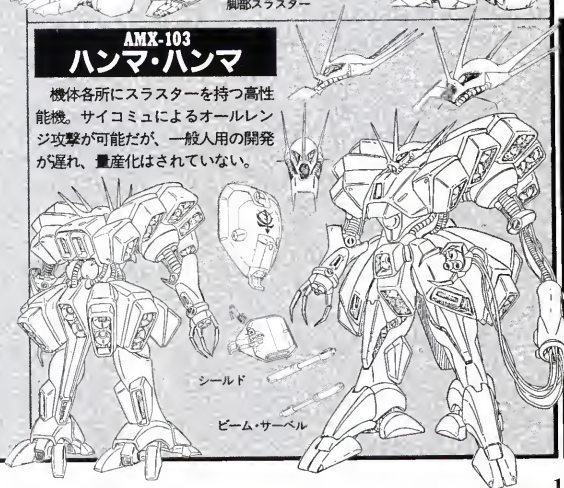 脚部スラスター
AMX-103
ハンマ・ハンマ
機体各所にスラスターを持つ高性
能機。サイコミュによるオールレン
ジ攻撃が可能だが、一般人用の開発
が遅れ、量産化はされていない。
シールド
ビーム・サーベル
1